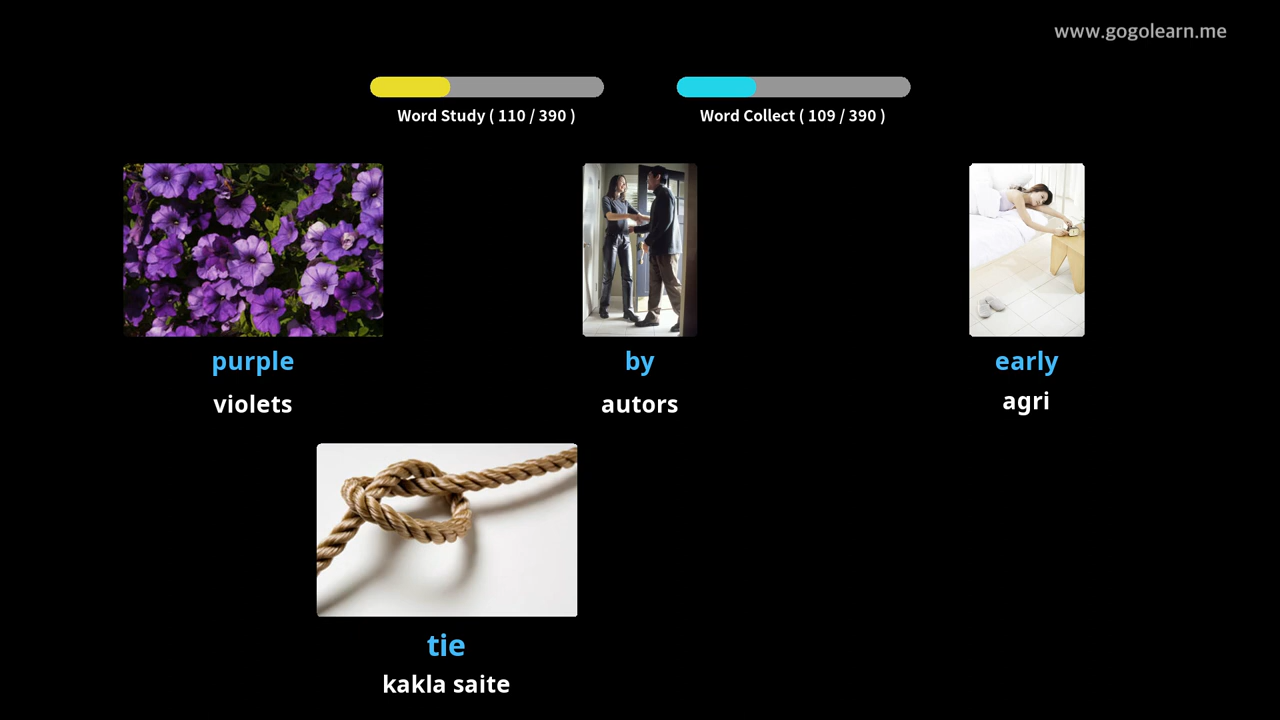 www.gogolearn.me
Word Study ( 110 / 390 )
Word Collect ( 109 / 390 )
purple
violets
by
autors
early
agri
tie
kakla saite